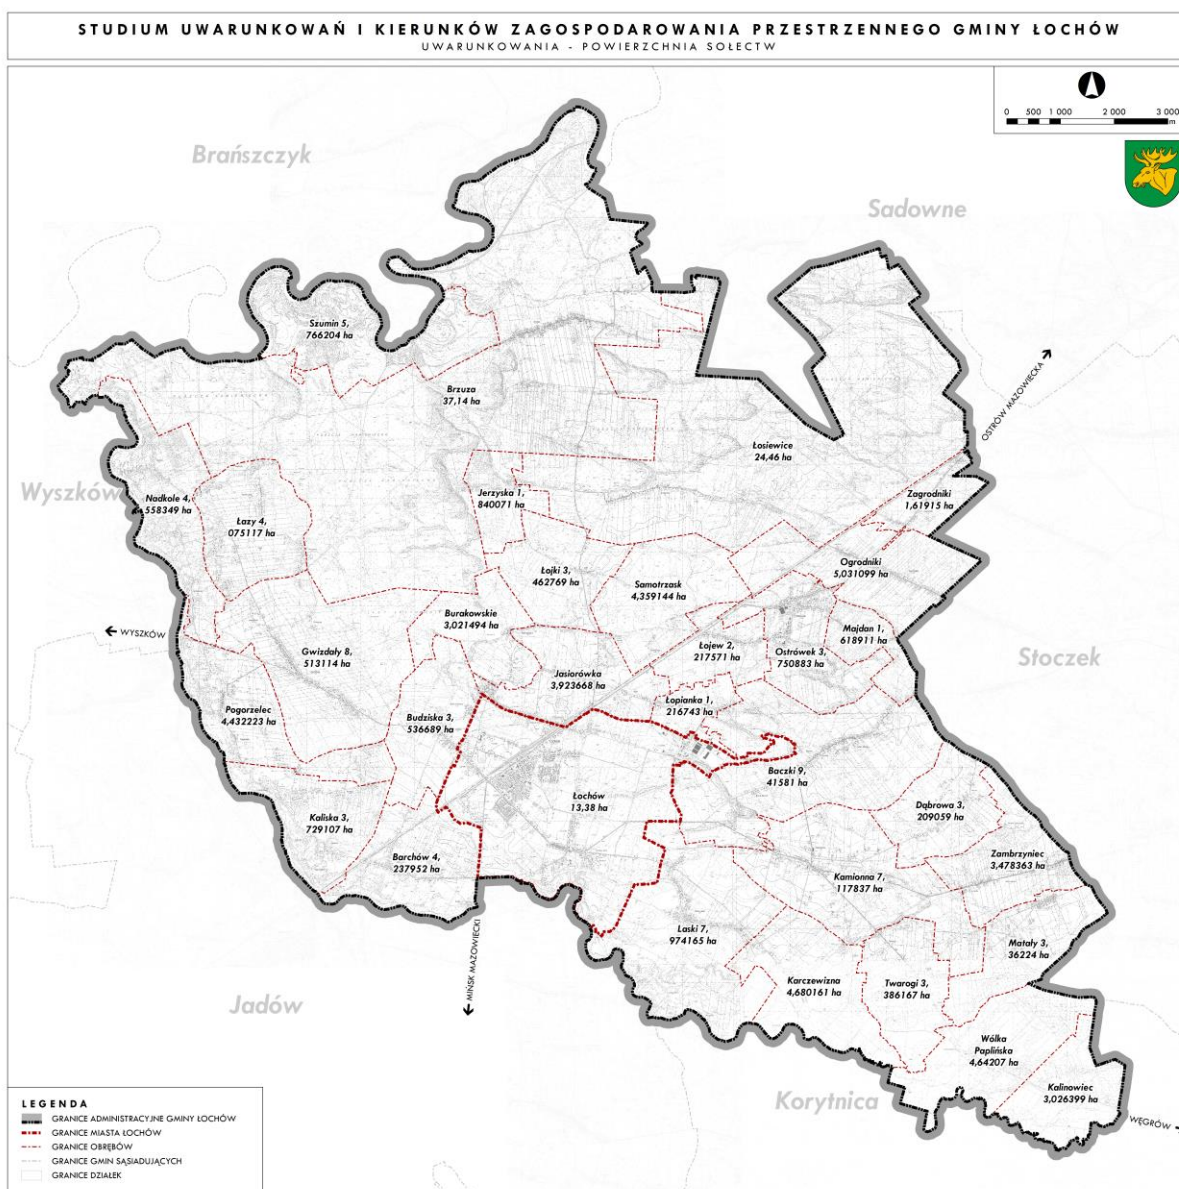 STUDIUM UWARUNKOWAŃ I KIERUNKÓW ZAGOSPODAROWANIA PRZESTRZENNEGO GMINY ŁOCHÓW
UWARUNKOWANIA - POWIERZCHNIA SOŁECTW
0 500 1 000 2 000 3 000
m
Brańszczyk
Sadowne
Szumin 5,
766204 ha
OSTRÓW MAZOWIECKA
Brzuza
37,14 ha
Łosiewice
24,46 ha
Wyszków
Nadkole 4,
558349 ha
Łazy 4,
075117 ha
Jerzyska 1,
840071 ha
Zagrodniki
1,61915 ha
Łojki 3,
462769 ha
Samotrzask
4,359144 ha
Ogrodniki
5,031099 ha
Burakowskie
3,021494 ha
WYSZKÓW
Gwizdały 8,
513114 ha
Łojew 2,
217571 ha
Ostrówek 3,
750883 ha
Majdan 1,
618911 ha
Stoczek
Jasiorówka
3,923668 ha
Pogorzelec
4,432223 ha
Budziska 3,
536689 ha
Łopianka 1,
216743 ha
Baczki 9,
41581 ha
Łochów
13,38 ha
Dąbrowa 3,
209059 ha
Kaliska 3,
729107 ha
Barchów 4,
237952 ha
Zambrzyniec
3,478363 ha
Kamionna 7,
117837 ha
Laski 7,
974165 ha
Matały 3,
36224 ha
MIŃSK MAZOWIECKI
Karczewizna
4,680161 ha
Twarogi 3,
386167 ha
Jadów
Wólka
Paplińska
4,64207 ha
Kalinowiec
3,026399 ha
Korytnica
WĘGRÓW
LEGENDA
GRANICE ADMINISTRACYJNE GMINY ŁOCHÓW
GRANICE MIASTA ŁOCHÓW
GRANICE OBRĘBÓW
GRANICE GMIN SĄSIADUJĄCYCH
GRANICE DZIAŁEK